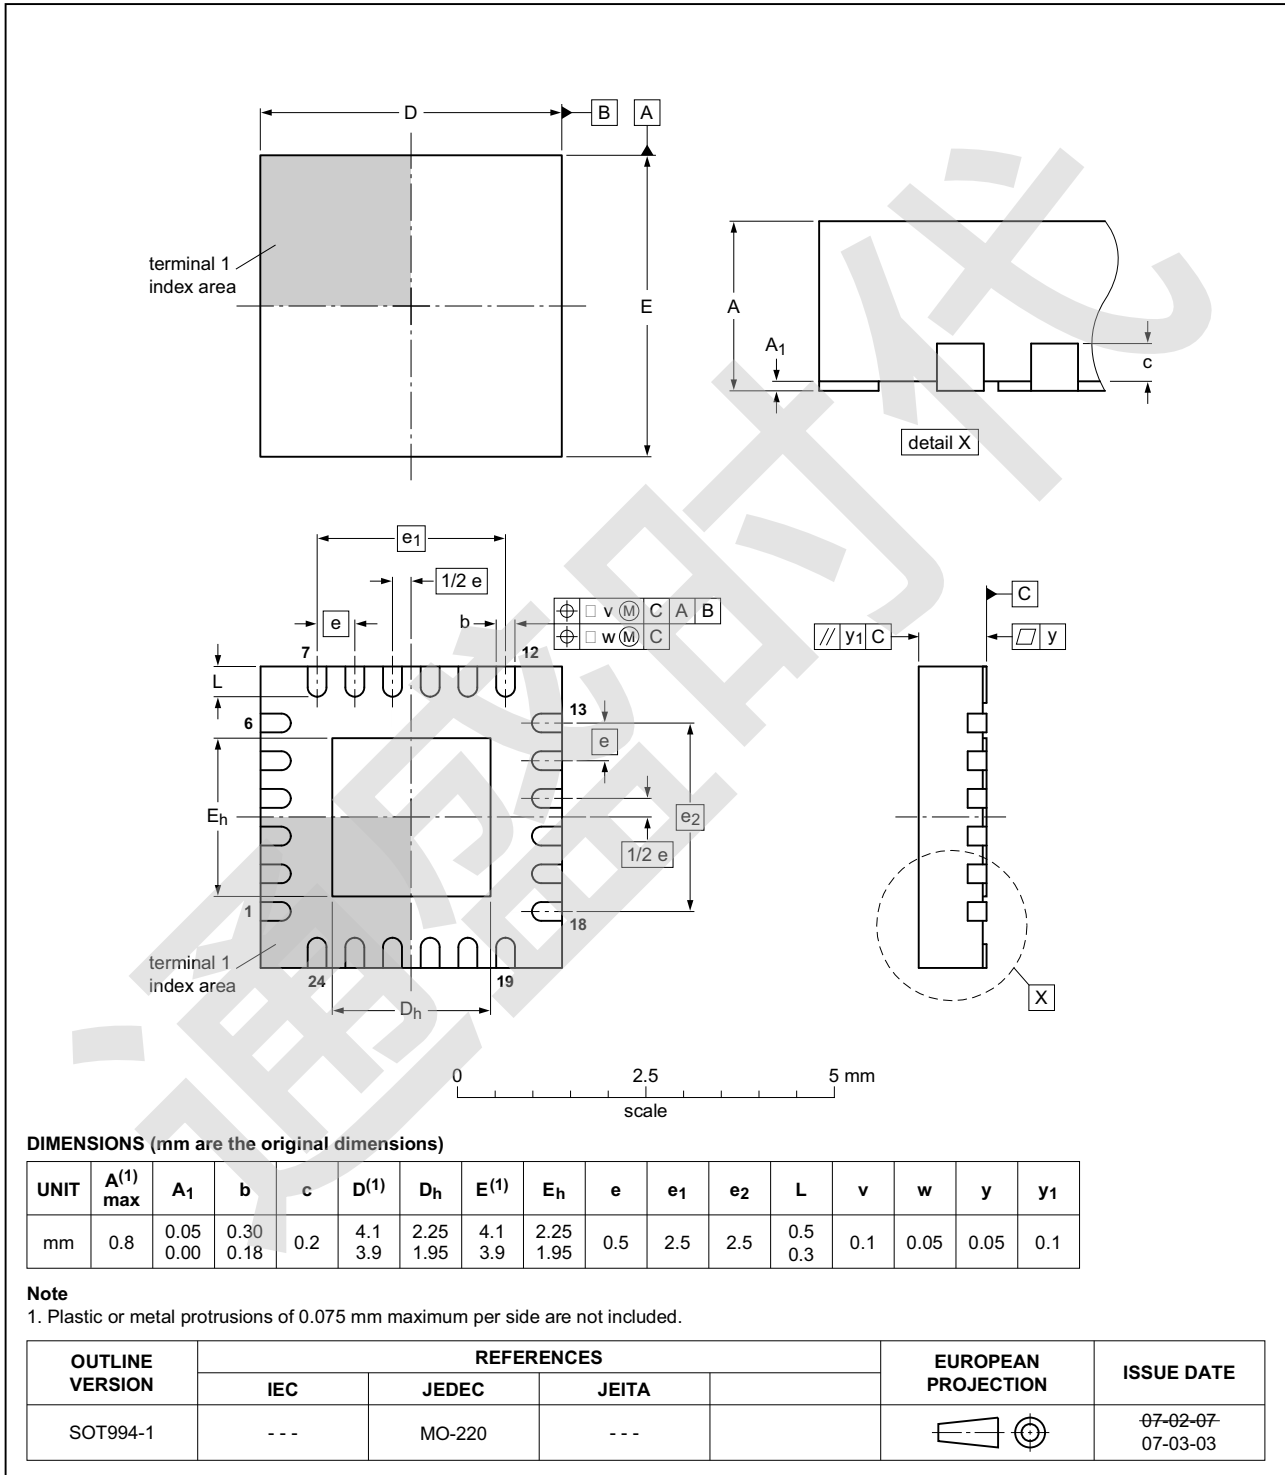 D
B
A
terminal 1
index area
E
A
A1
c
detail X
e1
1/2 e
e
b
v M C A B
w M C
C
// y1 C
y
7
12
L
6
13
e
Eh
e2
1/2 e
1
18
terminal 1
index area
24
19
Dh
X
0 2.5 5 mm
scale
DIMENSIONS (mm are the original dimensions)
UNIT A(1) max A1 b c D(1) Dh E(1) Eh e e1 e2 L v w y y1
mm 0.8 0.05 0.00 0.30 0.18 0.2 4.1 3.9 2.25 1.95 4.1 3.9 2.25 1.95 0.5 2.5 2.5 0.5 0.3 0.1 0.05 0.05 0.1
Note
1. Plastic or metal protrusions of 0.075 mm maximum per side are not included.
OUTLINE VERSION REFERENCES EUROPEAN PROJECTION ISSUE DATE
IEC JEDEC JEITA
SOT994-1 - - - MO-220 - - - 07-02-07
07-03-03
通盛时代